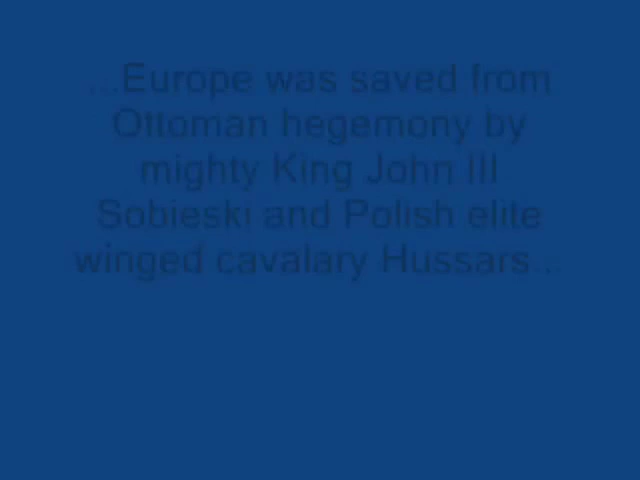 ...Europe was saved from
Ottoman hegemony by
mighty King John III
Sobieski and Polish elite
winged cavalary Hussars...